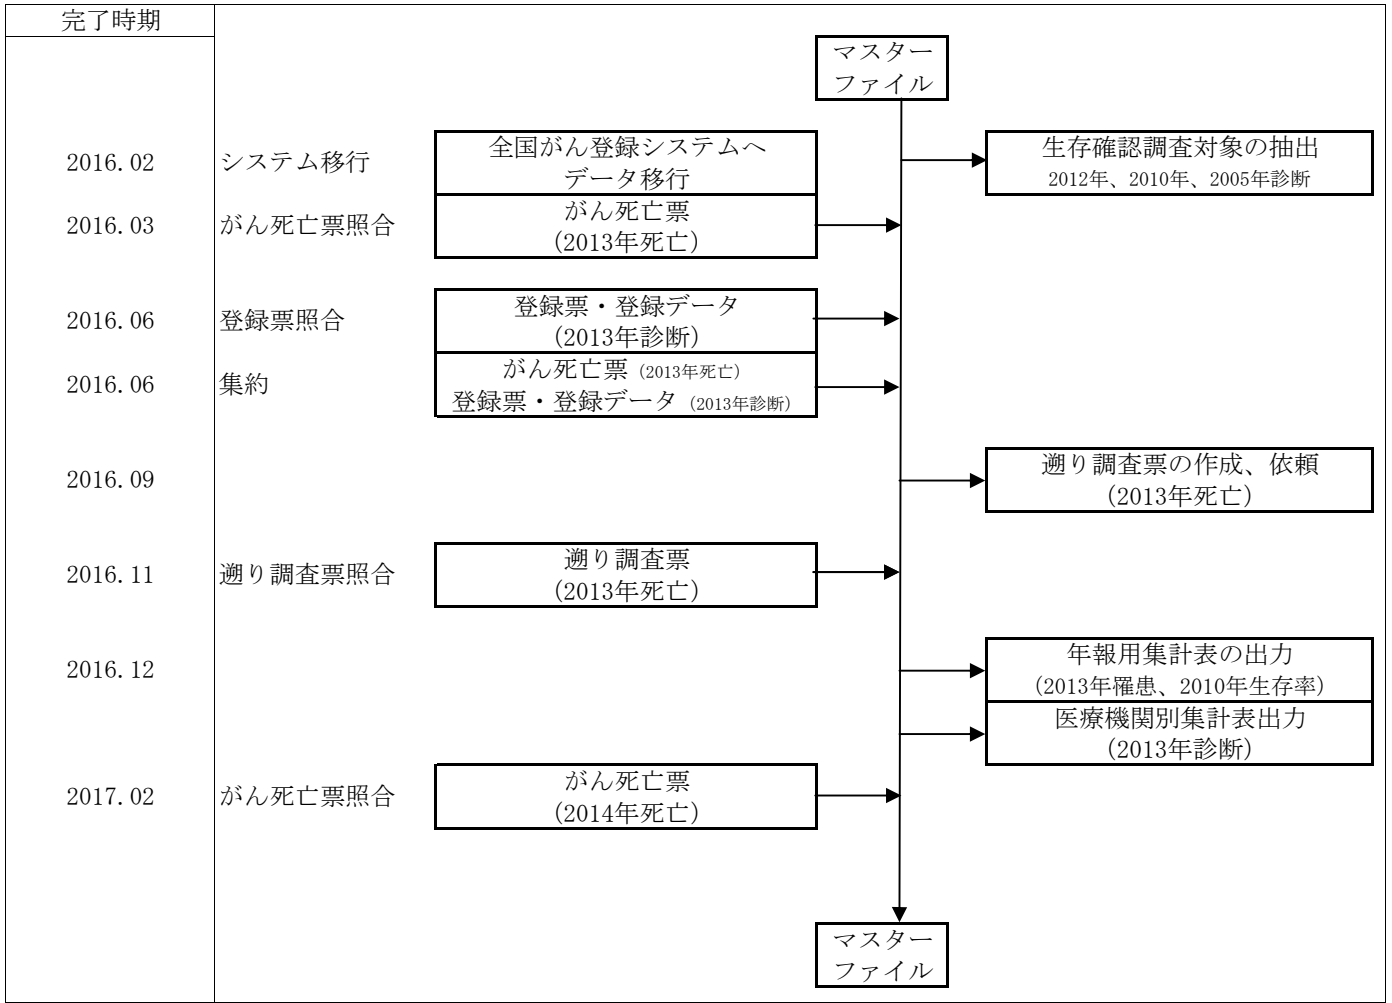 完了時期
マスター
ファイル
2016.02
システム移行
全国がん登録システムへ
データ移行
生存確認調査対象の抽出
2012年、2010年、2005年診断
2016.03
がん死亡票照合
がん死亡票
(2013年死亡)
2016.06
登録票照合
登録票・登録データ
(2013年診断)
2016.06
集約
がん死亡票(2013年死亡)
登録票・登録データ(2013年診断)
2016.09
遡り調査票の作成、依頼
(2013年死亡)
2016.11
遡り調査票照合
遡り調査票
(2013年死亡)
2016.12
年報用集計表の出力
(2013年罹患、2010年生存率)
医療機関別集計表出力
(2013年診断)
2017.02
がん死亡票照合
がん死亡票
(2014年死亡)
マスター
ファイル